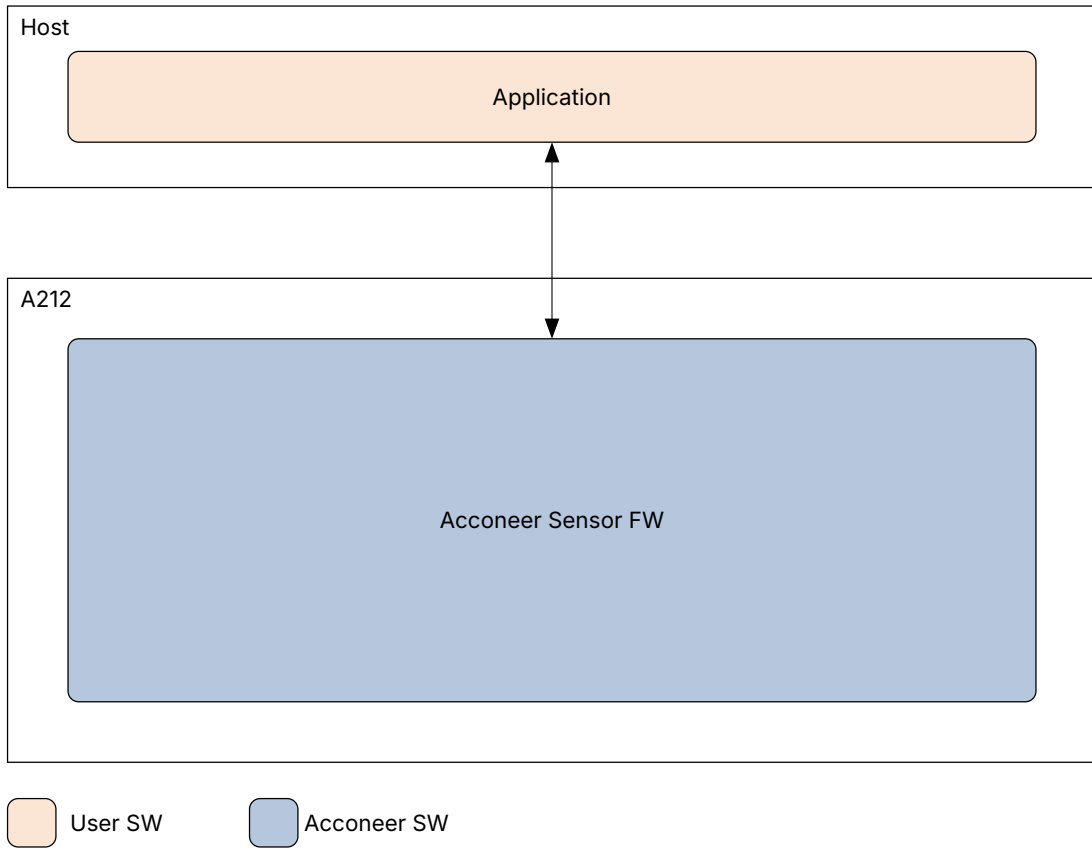 Host
Application
A212
Acconeer Sensor FW
User SW
Acconeer SW